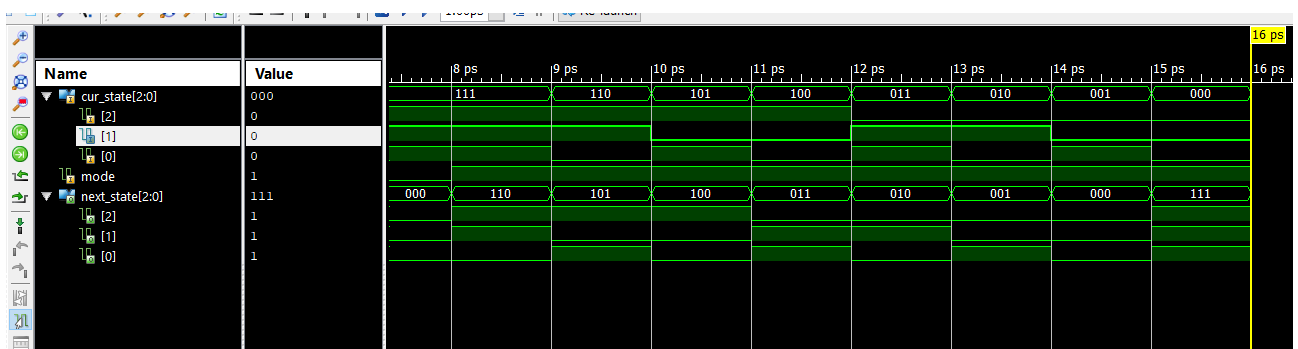 1.00ps Re-launch
16 ps
Name Value 8 ps 9 ps 10 ps 11 ps 12 ps 13 ps 14 ps 15 ps 16 ps
cur_state[2:0] 000 111 110 101 100 011 010 001 000
[2] 0
[1] 0
[0] 0
mode 1
next_state[2:0] 111 000 110 101 100 011 010 001 000 111
[2] 1
[1] 1
[0] 1